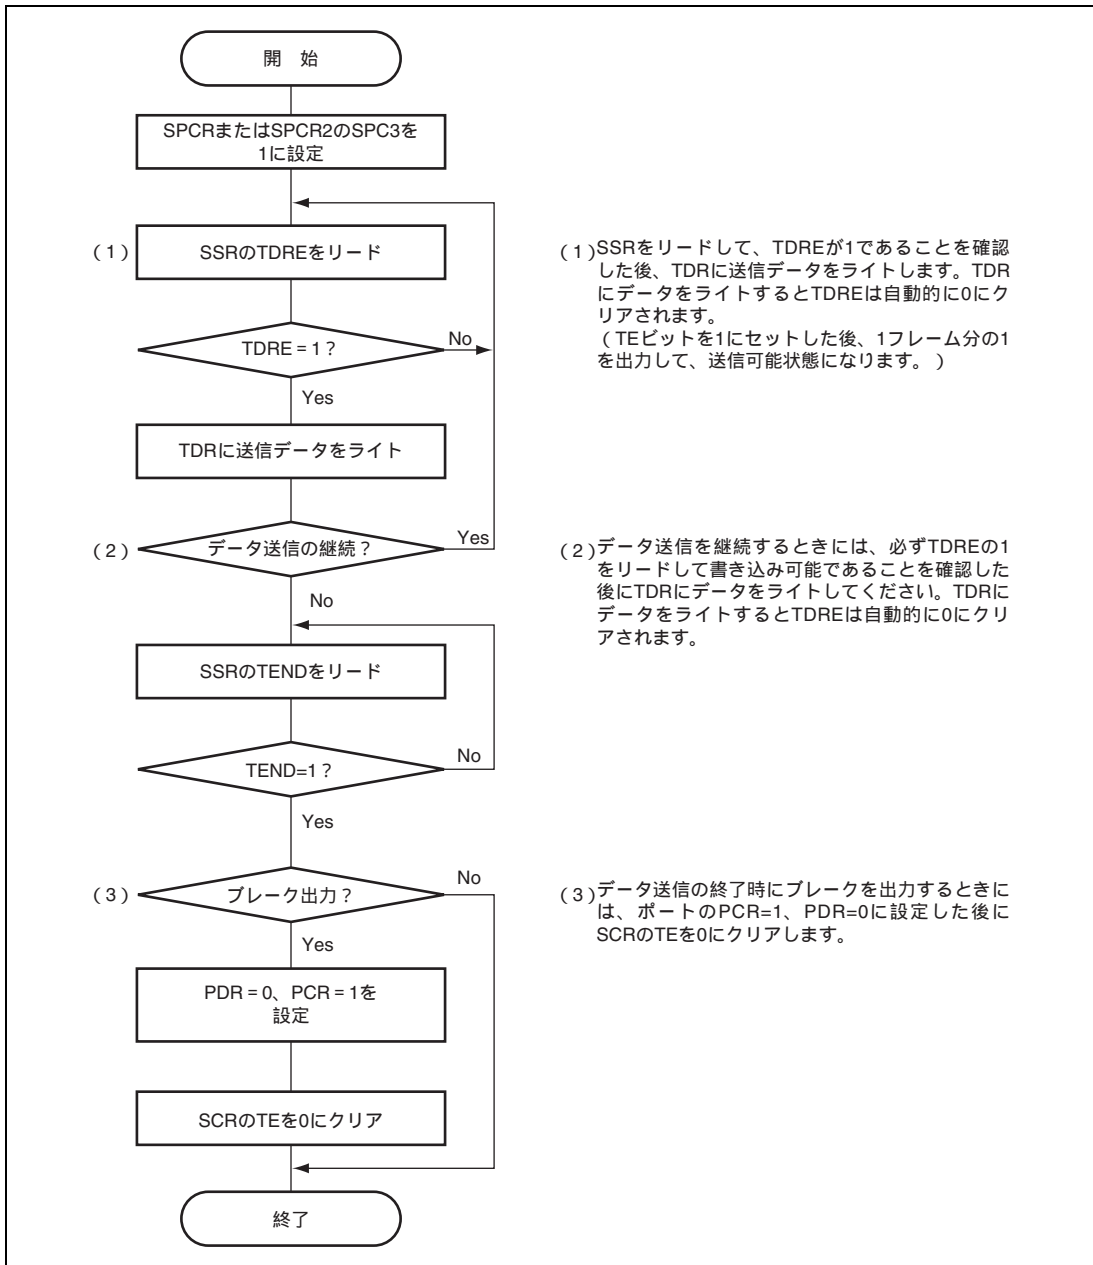 開 始
SPCRまたはSPCR2のSPC3を
1に設定
(1)
SSRのTDREをリード
TDRE = 1？
No
Yes
TDRに送信データをライト
(2)
データ送信の継続？
Yes
No
SSRのTENDをリード
TEND=1？
No
Yes
(3)
ブレーク出力？
No
Yes
PDR = 0、PCR = 1を
設定
SCRのTEを0にクリア
終了
(1)SSRをリードして、TDREが1であることを確認
した後、TDRに送信データをライトします。TDR
にデータをライトするとTDREは自動的に0にク
リアされます。
（TEビットを1にセットした後、1フレーム分の1
を出力して、送信可能状態になります。）
(2)データ送信を継続するときには、必ずTDREの1
をリードして書き込み可能であることを確認した
後にTDRにデータをライトしてください。TDRに
データをライトするとTDREは自動的に0にクリ
アされます。
(3)データ送信の終了時にブレークを出力するときに
は、ポートのPCR=1、PDR=0に設定した後に
SCRのTEを0にクリアします。